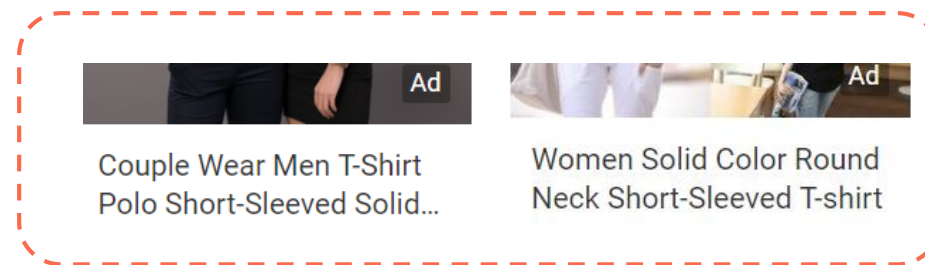 Ad
Couple Wear Men T-Shirt
Polo Short-Sleeved Solid...
Ad
Women Solid Color Round
Neck Short-Sleeved T-shirt